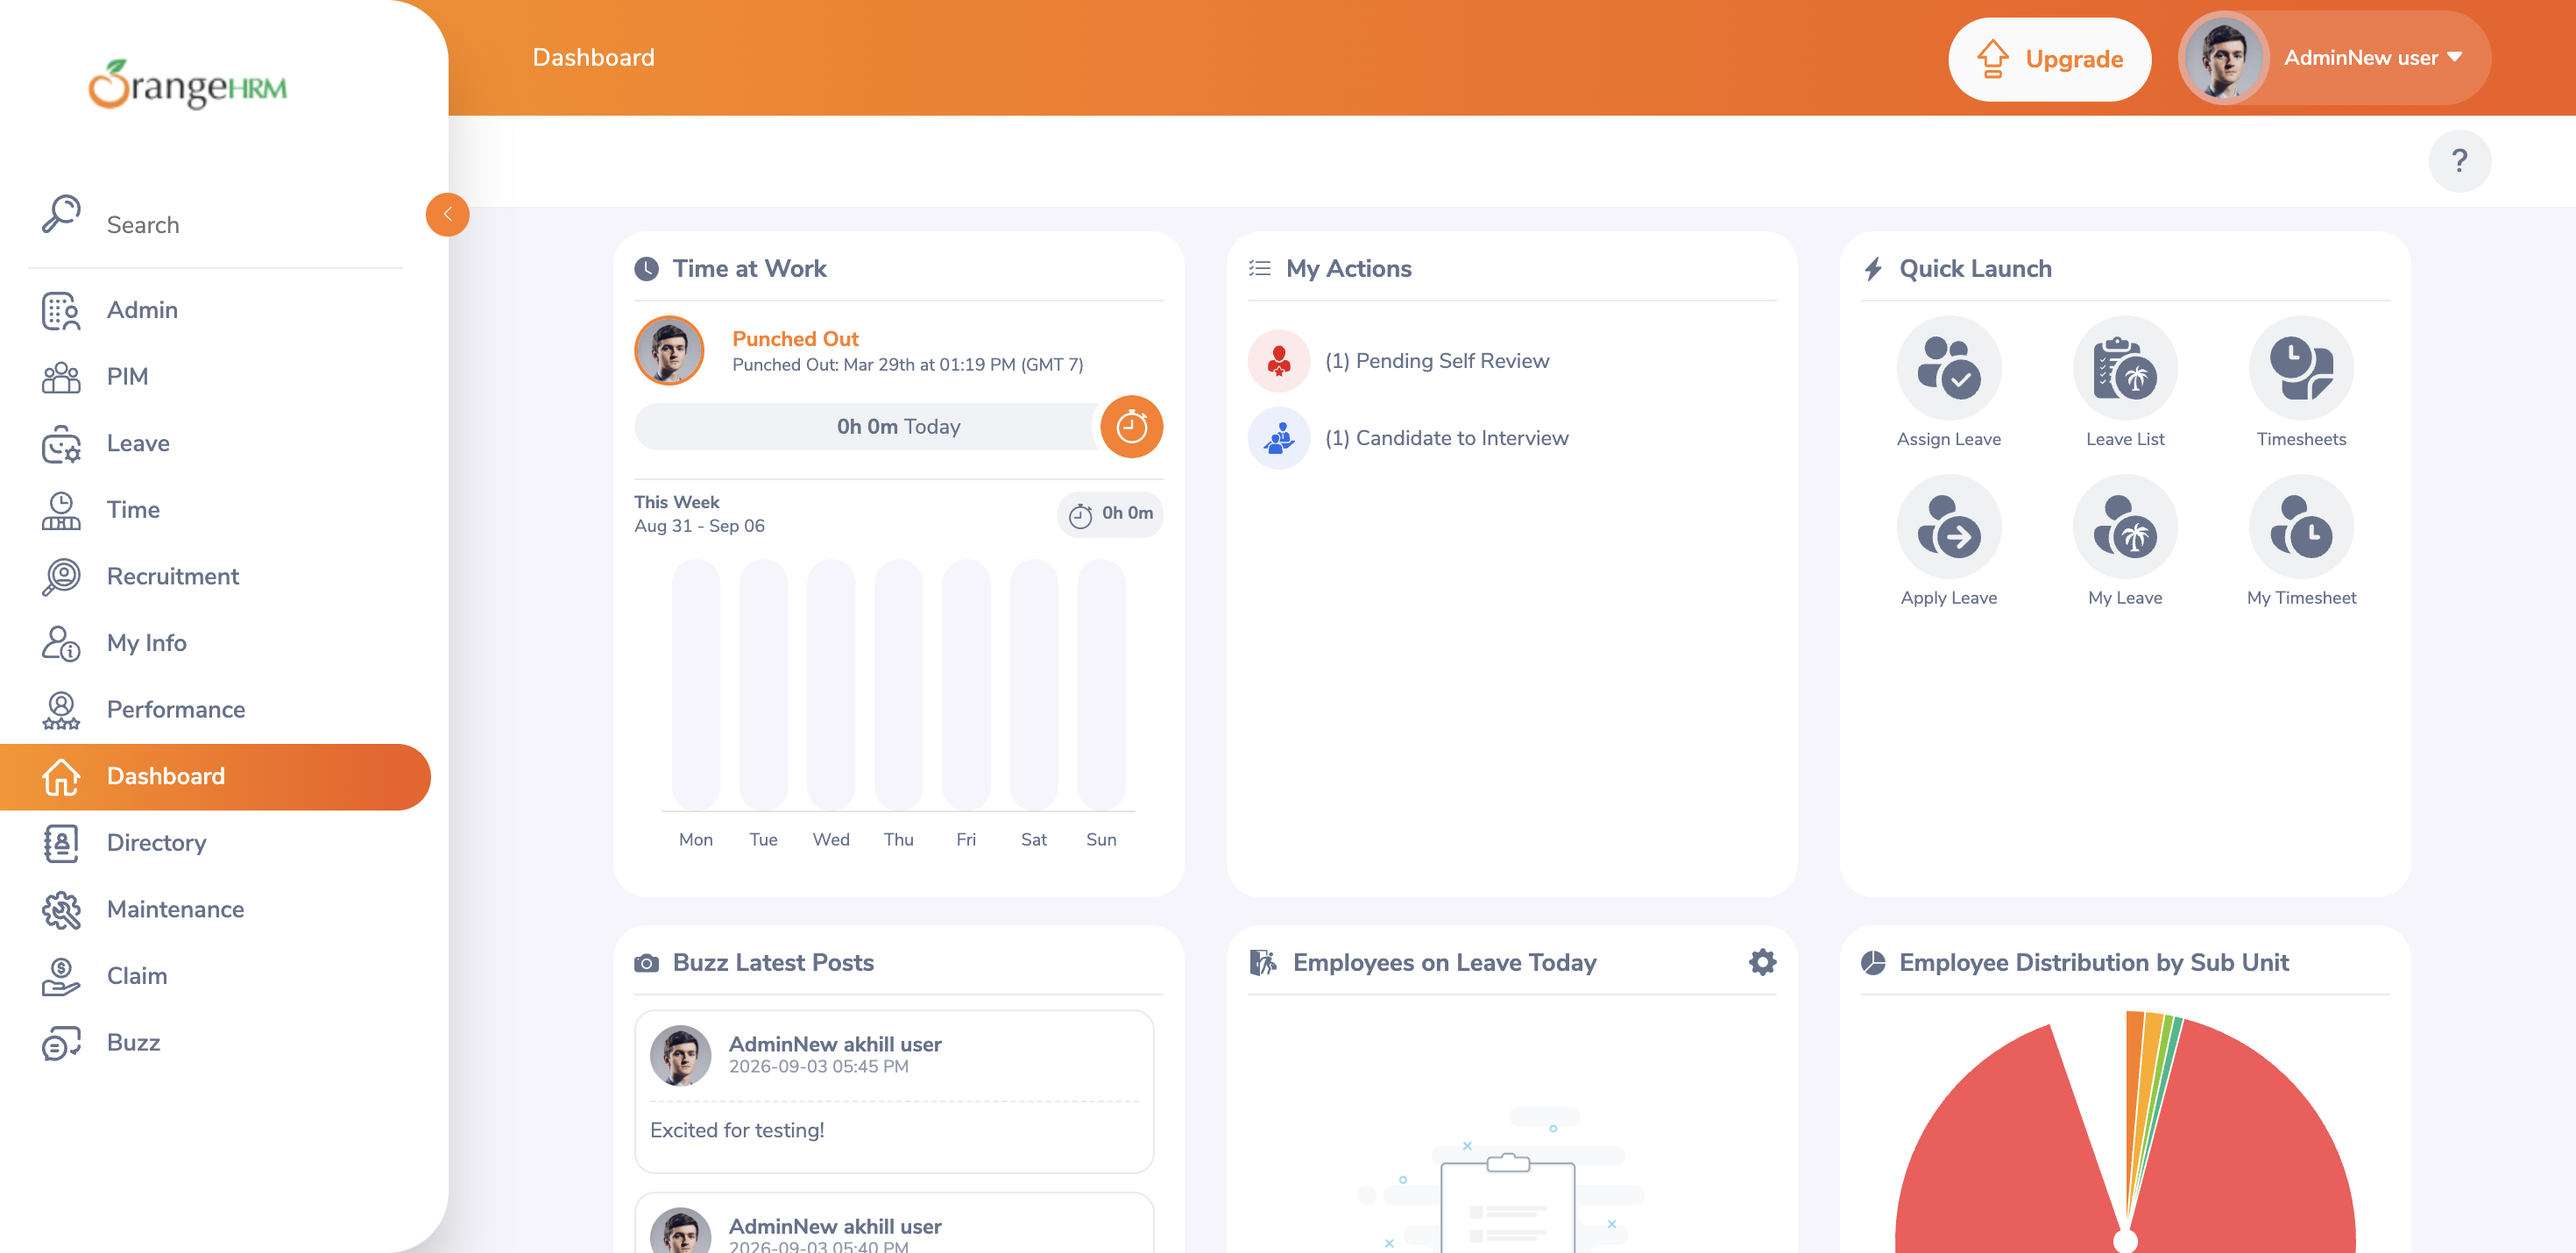 OrangeHRM
Search
Admin
PIM
Leave
Time
Recruitment
My Info
Performance
Dashboard
Directory
Maintenance
Claim
Buzz
Dashboard
Upgrade
AdminNew user
?
Time at Work
Punched Out
Punched Out: Mar 29th at 01:19 PM (GMT 7)
0h 0m Today
This Week
Aug 31 - Sep 06
0h 0m
Mon Tue Wed Thu Fri Sat Sun
My Actions
(1) Pending Self Review
(1) Candidate to Interview
Quick Launch
Assign Leave
Leave List
Timesheets
Apply Leave
My Leave
My Timesheet
Buzz Latest Posts
AdminNew akhill user
2026-09-03 05:45 PM
Excited for testing!
AdminNew akhill user
2026-09-03 05:40 PM
Employees on Leave Today
Employee Distribution by Sub Unit